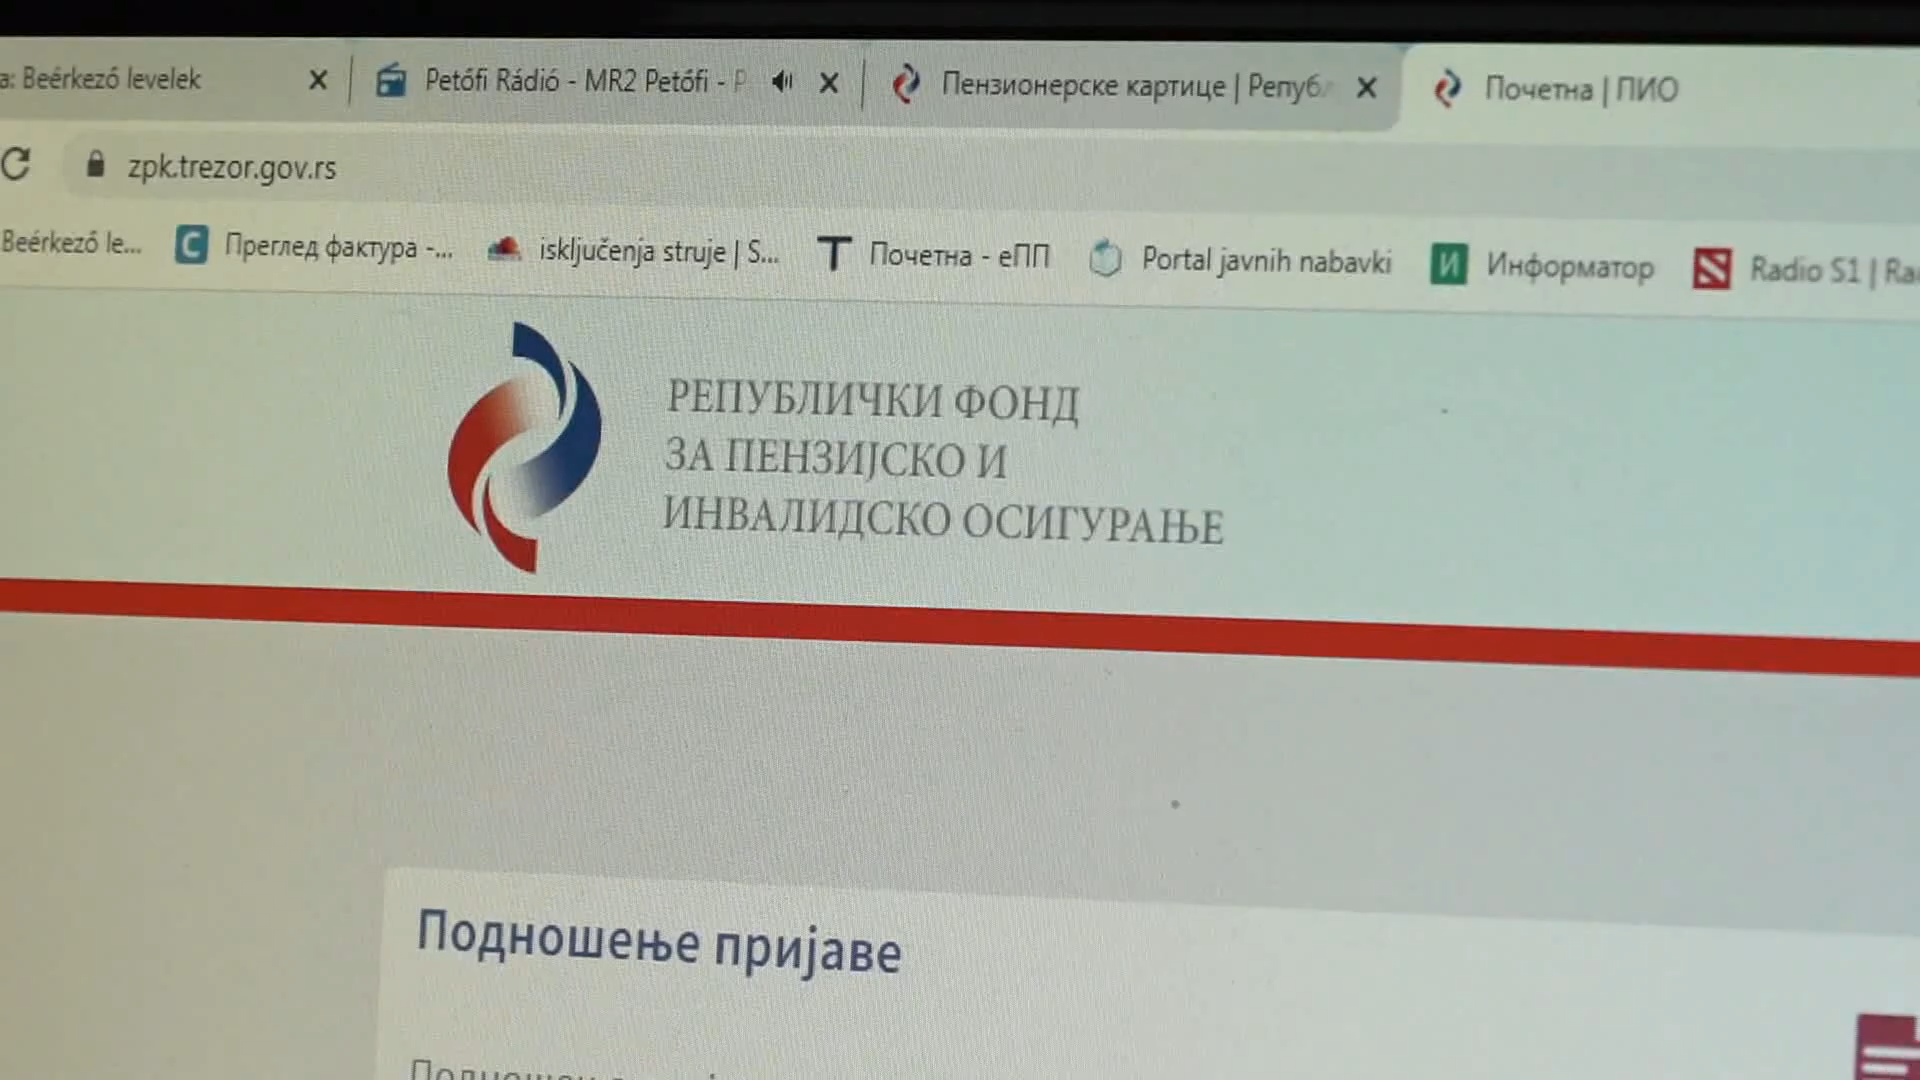 a: Beérkező levelek
Petőfi Rádió - MR2 Petőfi -
Пензионерске картице | Републ
Почетна | ПИО
zpk.trezor.gov.rs
Beérkező le...
Преглед фактура -...
isključenja struje | S...
Почетна - еПП
Portal javnih nabavki
Информатор
Radio S1 | Ra
РЕПУБЛИЧКИ ФОНД
ЗА ПЕНЗИЈСКО И
ИНВАЛИДСКО ОСИГУРАЊЕ
Подношење пријаве